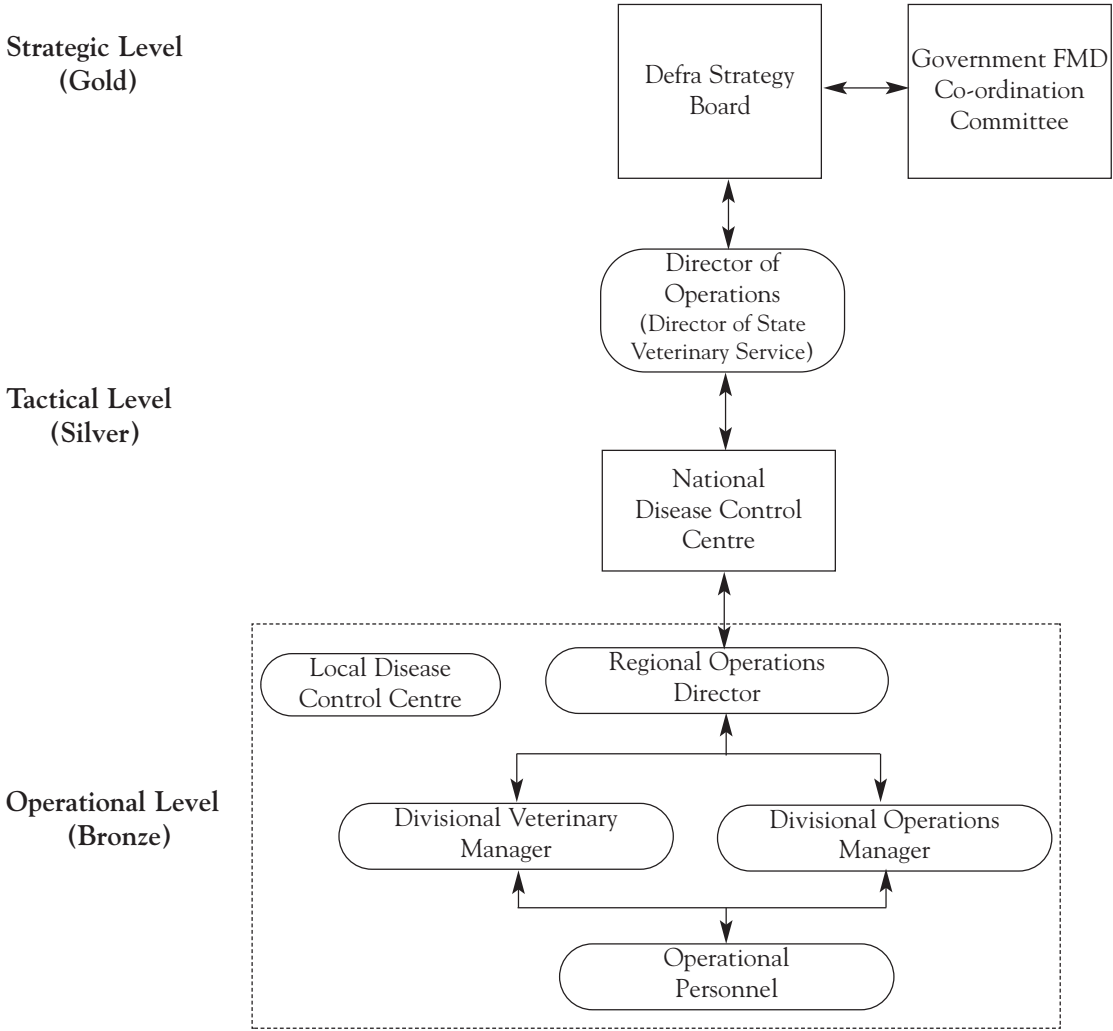 Strategic Level
(Gold)
Defra Strategy
Board
Government FMD
Co-ordination
Committee
Director of
Operations
(Director of State
Veterinary Service)
Tactical Level
(Silver)
National
Disease Control
Centre
Local Disease
Control Centre
Regional Operations
Director
Operational Level
(Bronze)
Divisional Veterinary
Manager
Divisional Operations
Manager
Operational
Personnel